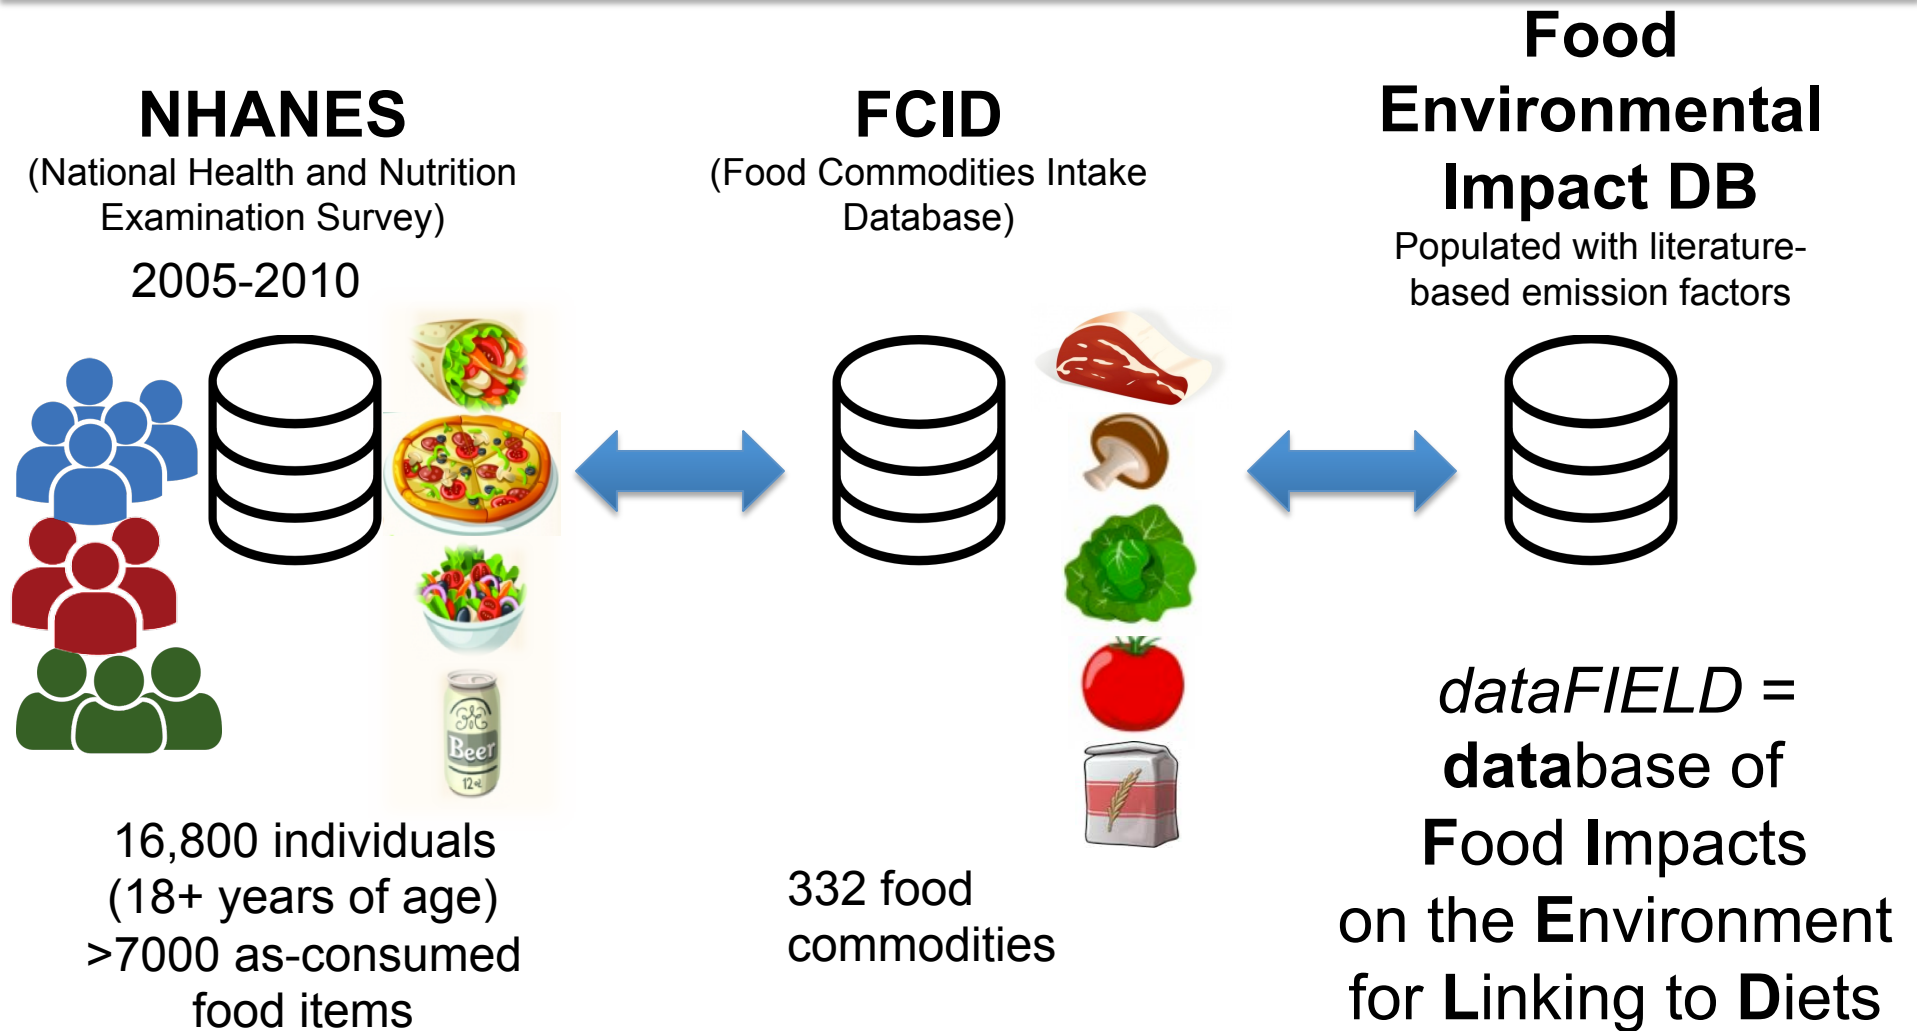 NHANES
(National Health and Nutrition
Examination Survey)
2005-2010
Beer
12oz
16,800 individuals
(18+ years of age)
>7000 as-consumed
food items
FCID
(Food Commodities Intake
Database)
332 food
commodities
Food
Environmental
Impact DB
Populated with literature-
based emission factors
dataFIELD =
database of
Food Impacts
on the Environment
for Linking to Diets